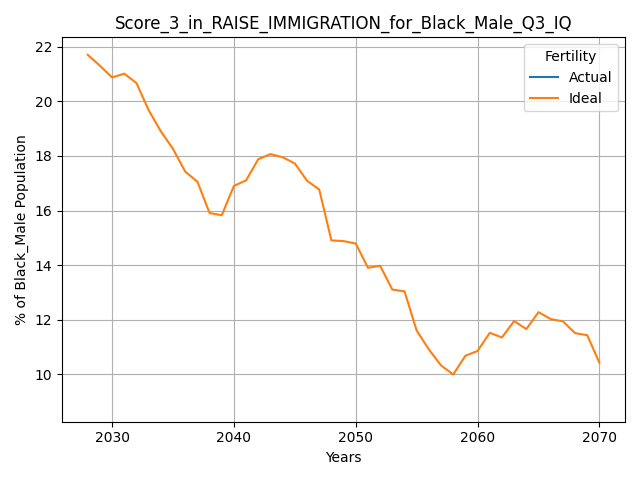 Score_3_in_RAISE_IMMIGRATION_for_Black_Male_Q3_IQ
Fertility
Actual
Ideal
% of Black_Male Population
22
20
18
16
14
12
10
2030 2040 2050 2060 2070
Years